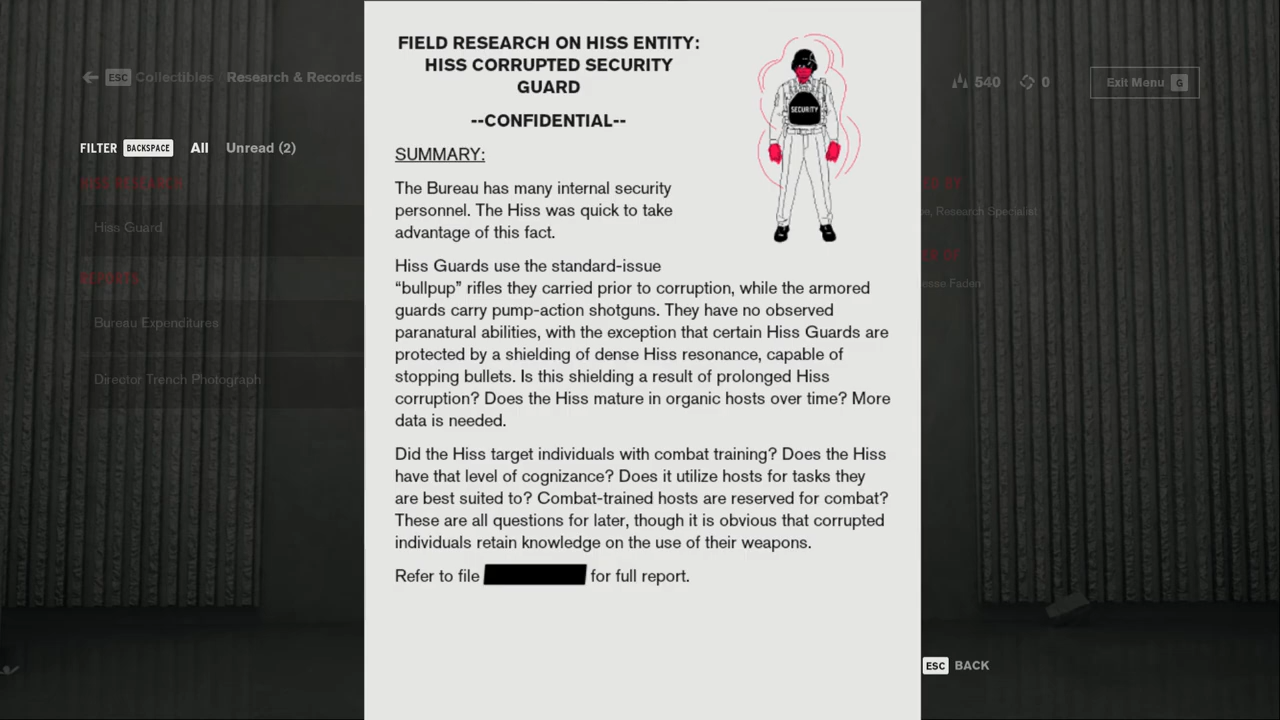 FIELD RESEARCH ON HISS ENTITY:
HISS CORRUPTED SECURITY
GUARD
--CONFIDENTIAL--
SECURITY
SUMMARY:
The Bureau has many internal security
personnel. The Hiss was quick to take
advantage of this fact.
Hiss Guards use the standard-issue
“bullpup” rifles they carried prior to corruption, while the armored
guards carry pump-action shotguns. They have no observed
paranatural abilities, with the exception that certain Hiss Guards are
protected by a shielding of dense Hiss resonance, capable of
stopping bullets. Is this shielding a result of prolonged Hiss
corruption? Does the Hiss mature in organic hosts over time? More
data is needed.
Did the Hiss target individuals with combat training? Does the Hiss
have that level of cognizance? Does it utilize hosts for tasks they
are best suited to? Combat-trained hosts are reserved for combat?
These are all questions for later, though it is obvious that corrupted
individuals retain knowledge on the use of their weapons.
Refer to file for full report.
ESC Collectibles / Research & Records
FILTER BACKSPACE All Unread (2)
HISS RESEARCH
Hiss Guard
REPORTS
Bureau Expenditures
Director Trench Photograph
540 0
Exit Menu G
Research Specialist
Faden
ESC BACK